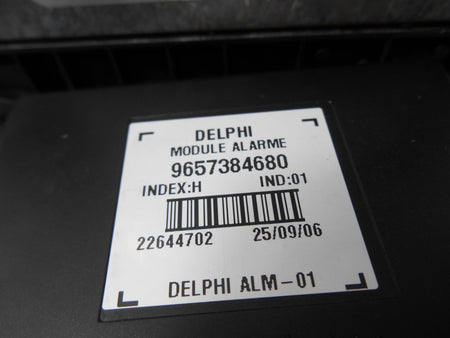 DELPHI
MODULE ALARME
9657384680
INDEX:H IND:01
22644702 25/09/06
DELPHI ALM-01